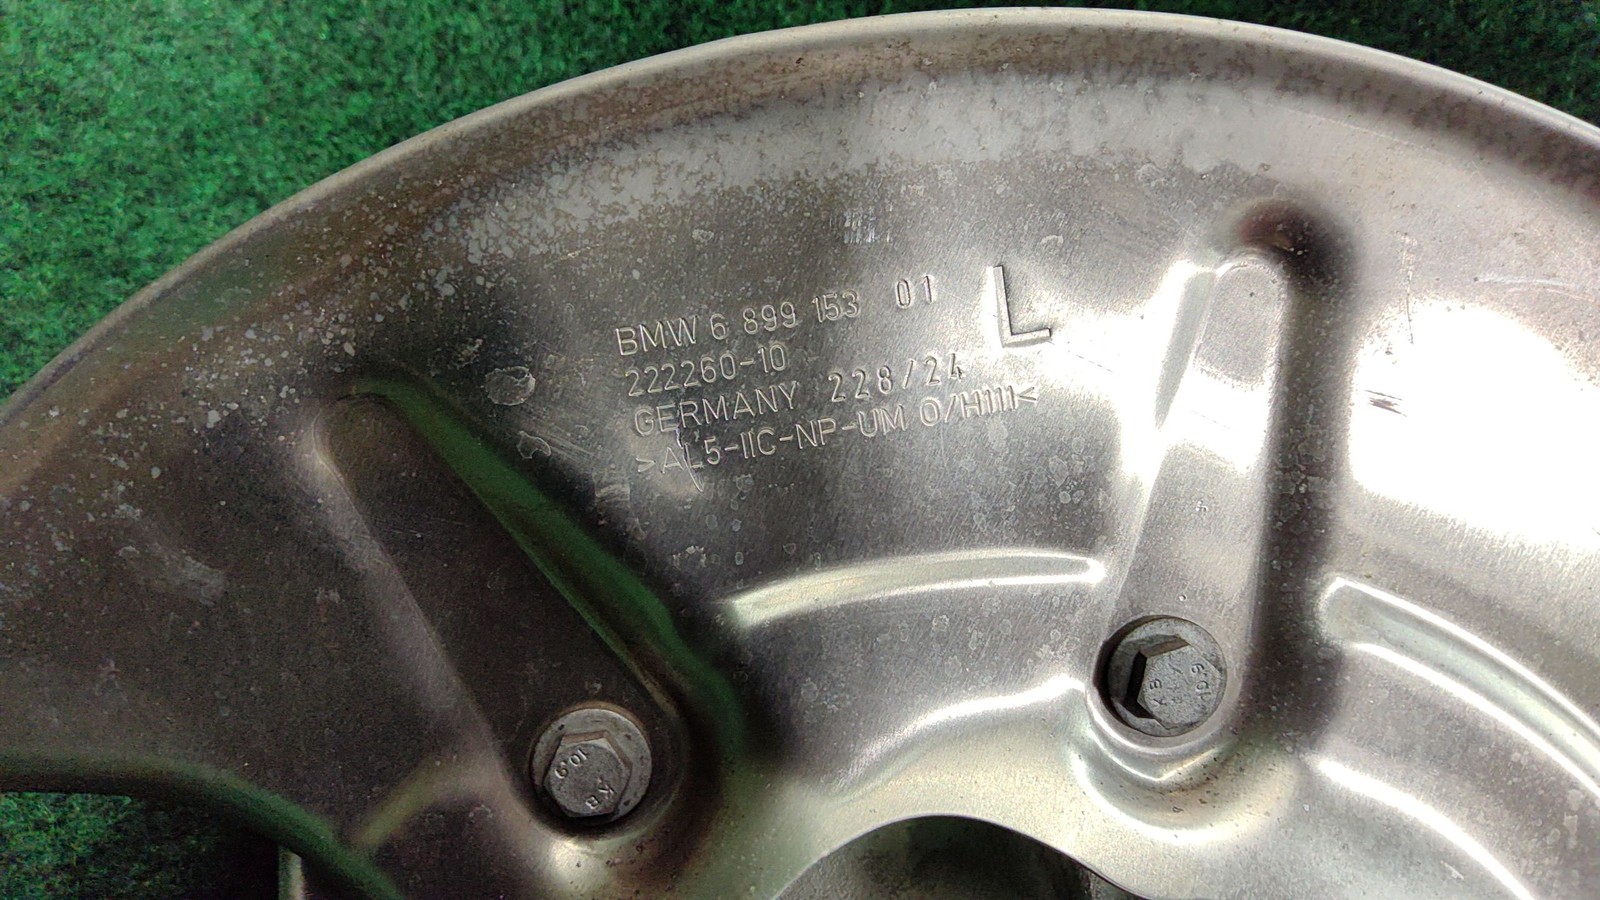 BMW 6 899 153 01 L
222260-10
GERMANY 228/24
>AL5-IIC-NP-UM O/H111<
10.9
KB
10.9
KB